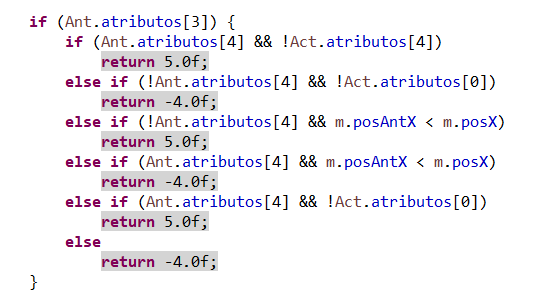 if (Ant.atributos[3]) {
if (Ant.atributos[4] && !Act.atributos[4])
return 5.0f;
else if (!Ant.atributos[4] && !Act.atributos[0])
return -4.0f;
else if (!Ant.atributos[4] && m.posAntX < m.posX)
return 5.0f;
else if (Ant.atributos[4] && m.posAntX < m.posX)
return -4.0f;
else if (Ant.atributos[4] && !Act.atributos[0])
return 5.0f;
else
return -4.0f;
}